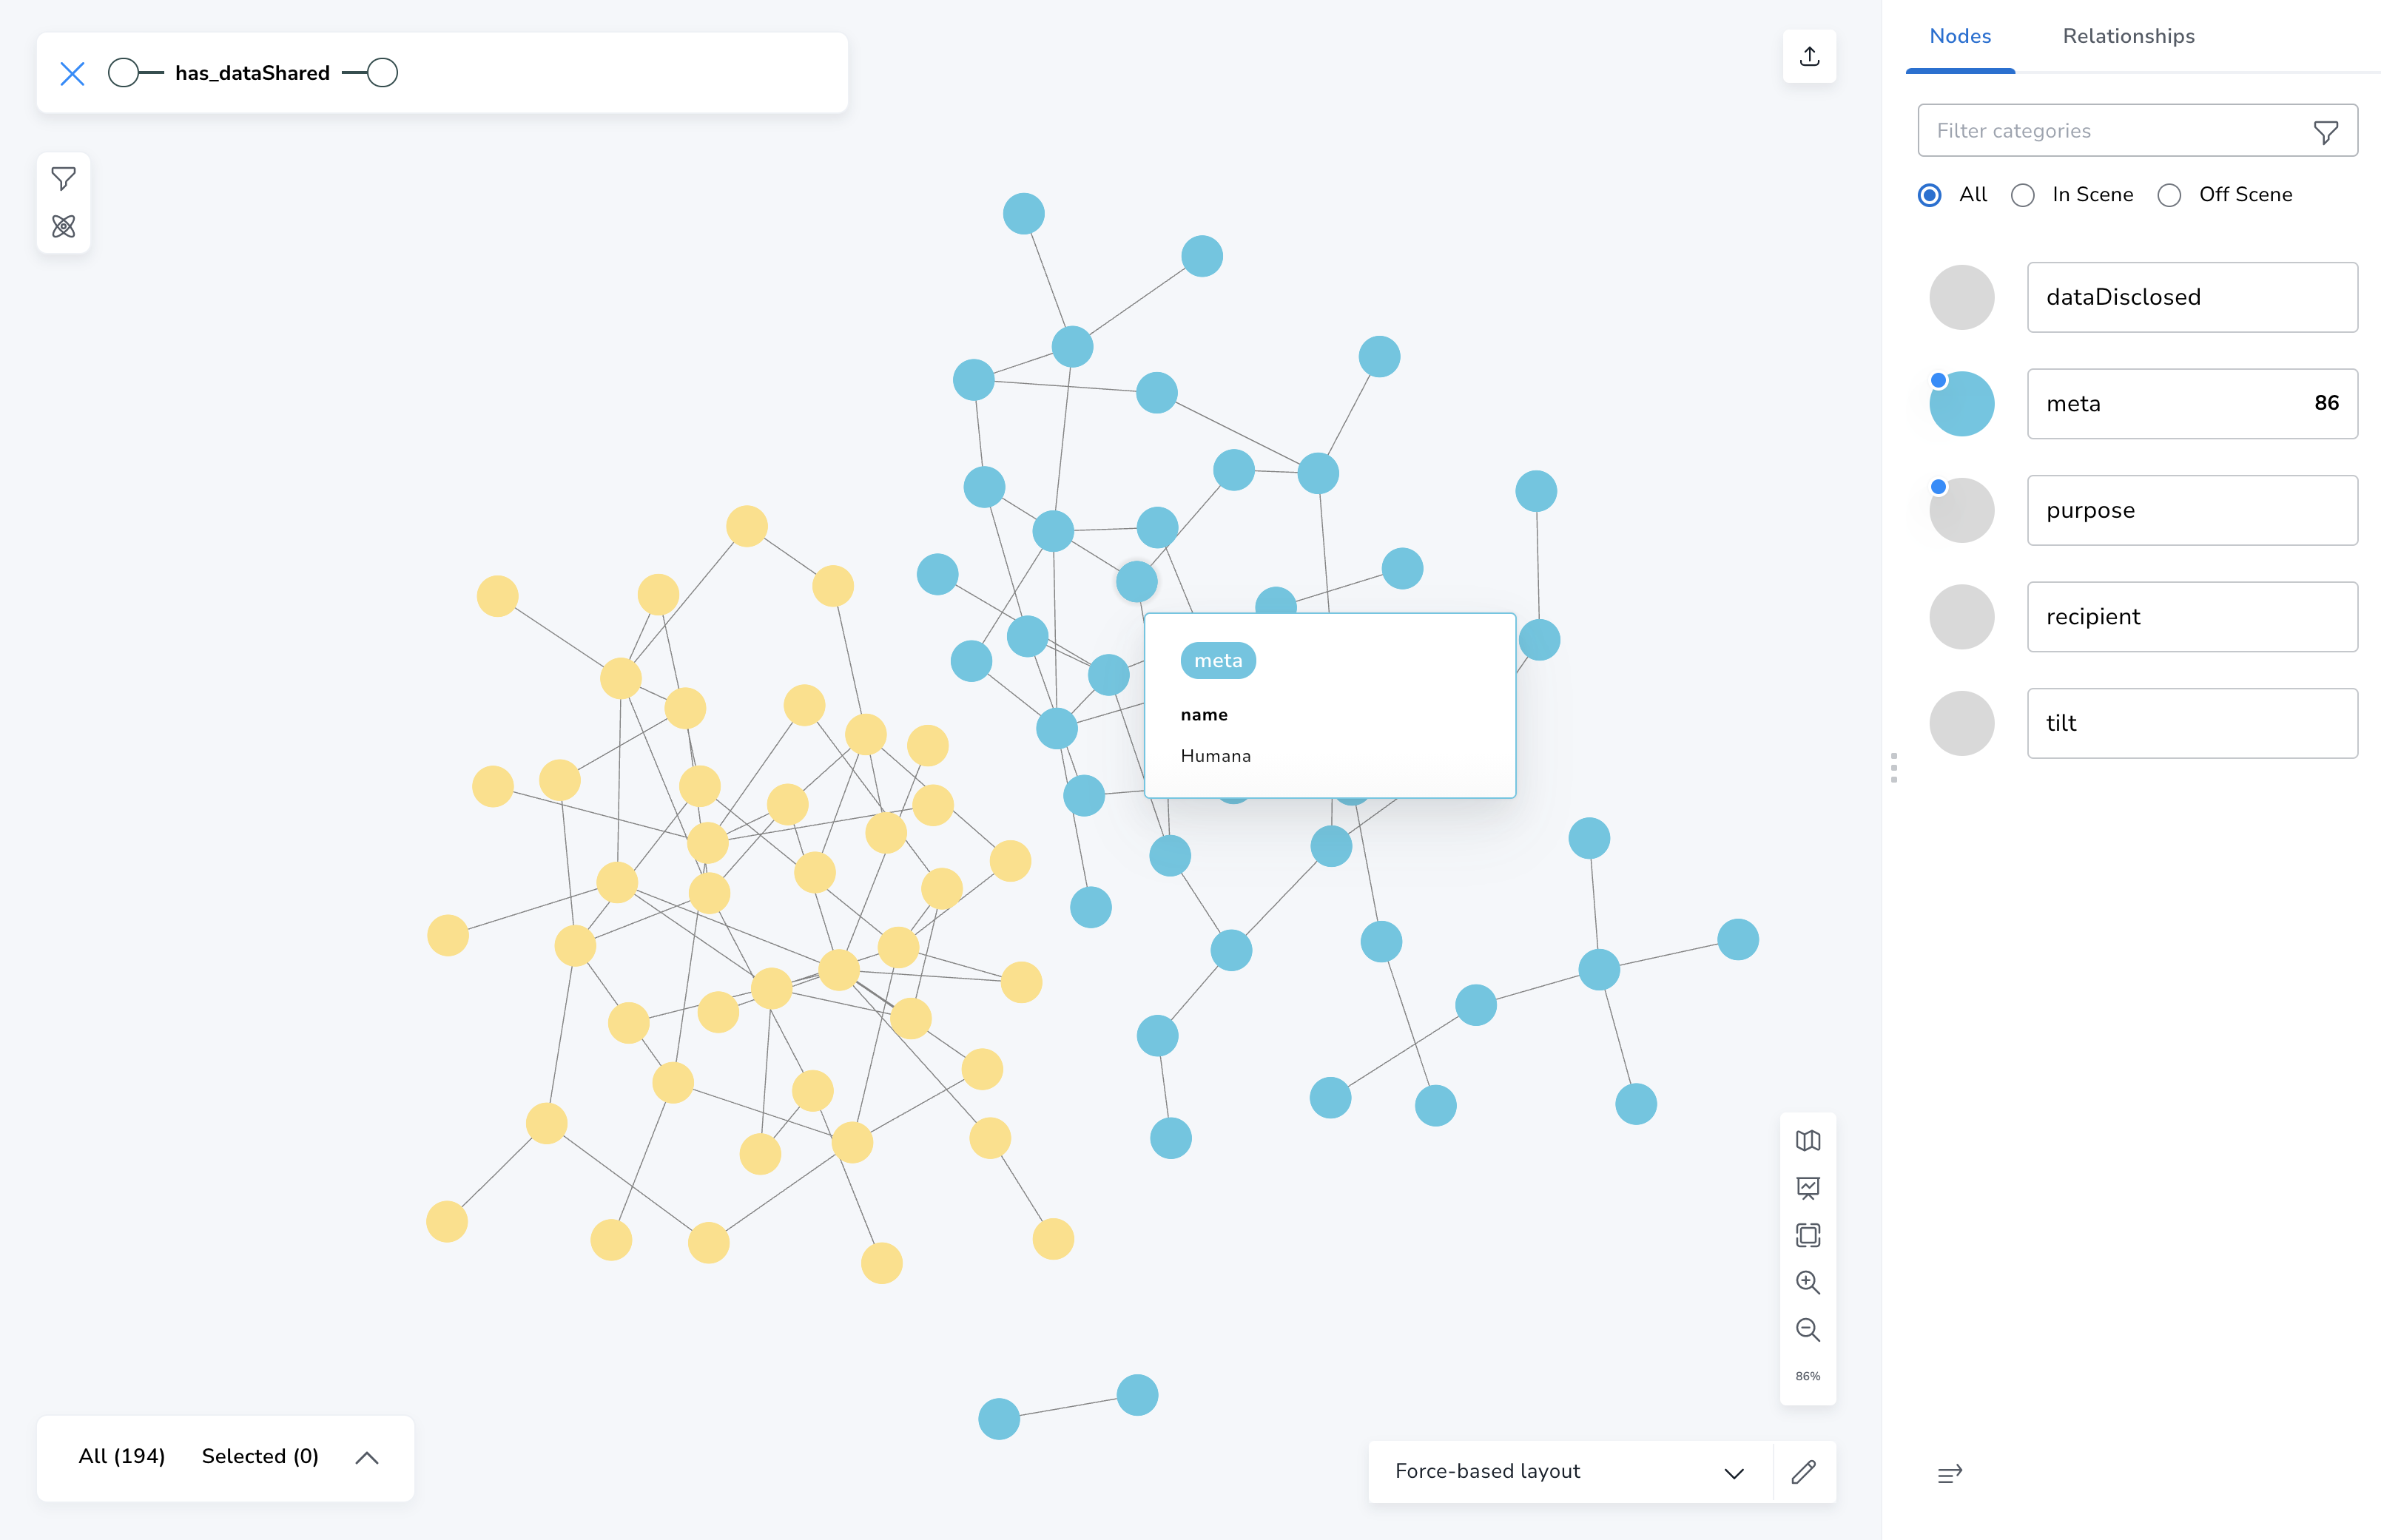 has_dataShared
Nodes
Relationships
Filter categories
All
In Scene
Off Scene
dataDisclosed
meta 86
purpose
recipient
tilt
meta
name
Humana
86%
All (194) Selected (0)
Force-based layout